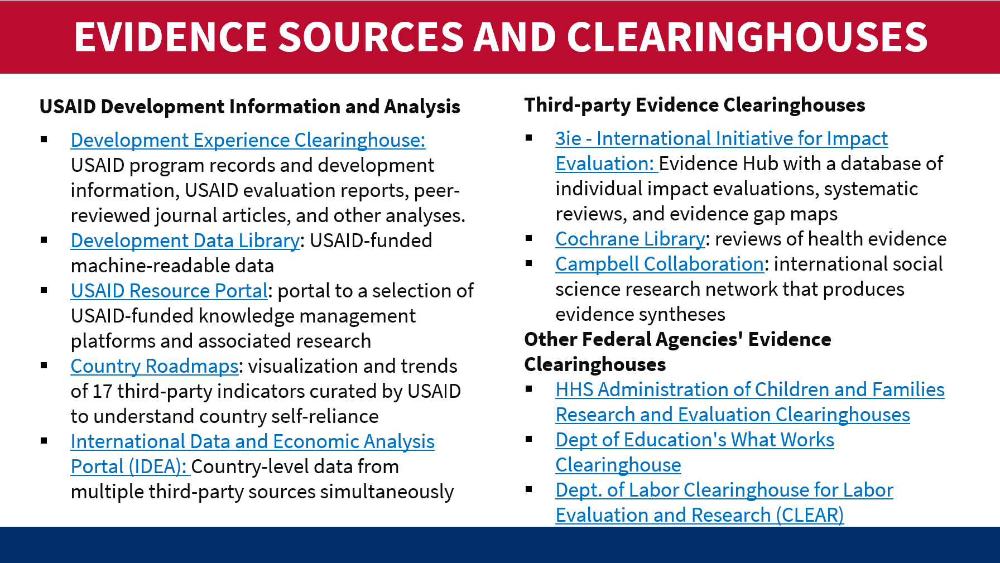 EVIDENCE SOURCES AND CLEARINGHOUSES
USAID Development Information and Analysis
▪ Development Experience Clearinghouse:
USAID program records and development
information, USAID evaluation reports, peer-
reviewed journal articles, and other analyses.
▪ Development Data Library: USAID-funded
machine-readable data
▪ USAID Resource Portal: portal to a selection of
USAID-funded knowledge management
platforms and associated research
▪ Country Roadmaps: visualization and trends
of 17 third-party indicators curated by USAID
to understand country self-reliance
▪ International Data and Economic Analysis
Portal (IDEA): Country-level data from
multiple third-party sources simultaneously
Third-party Evidence Clearinghouses
▪ 3ie - International Initiative for Impact
Evaluation: Evidence Hub with a database of
individual impact evaluations, systematic
reviews, and evidence gap maps
▪ Cochrane Library: reviews of health evidence
▪ Campbell Collaboration: international social
science research network that produces
evidence syntheses
Other Federal Agencies' Evidence
Clearinghouses
▪ HHS Administration of Children and Families
Research and Evaluation Clearinghouses
▪ Dept of Education's What Works
Clearinghouse
▪ Dept. of Labor Clearinghouse for Labor
Evaluation and Research (CLEAR)